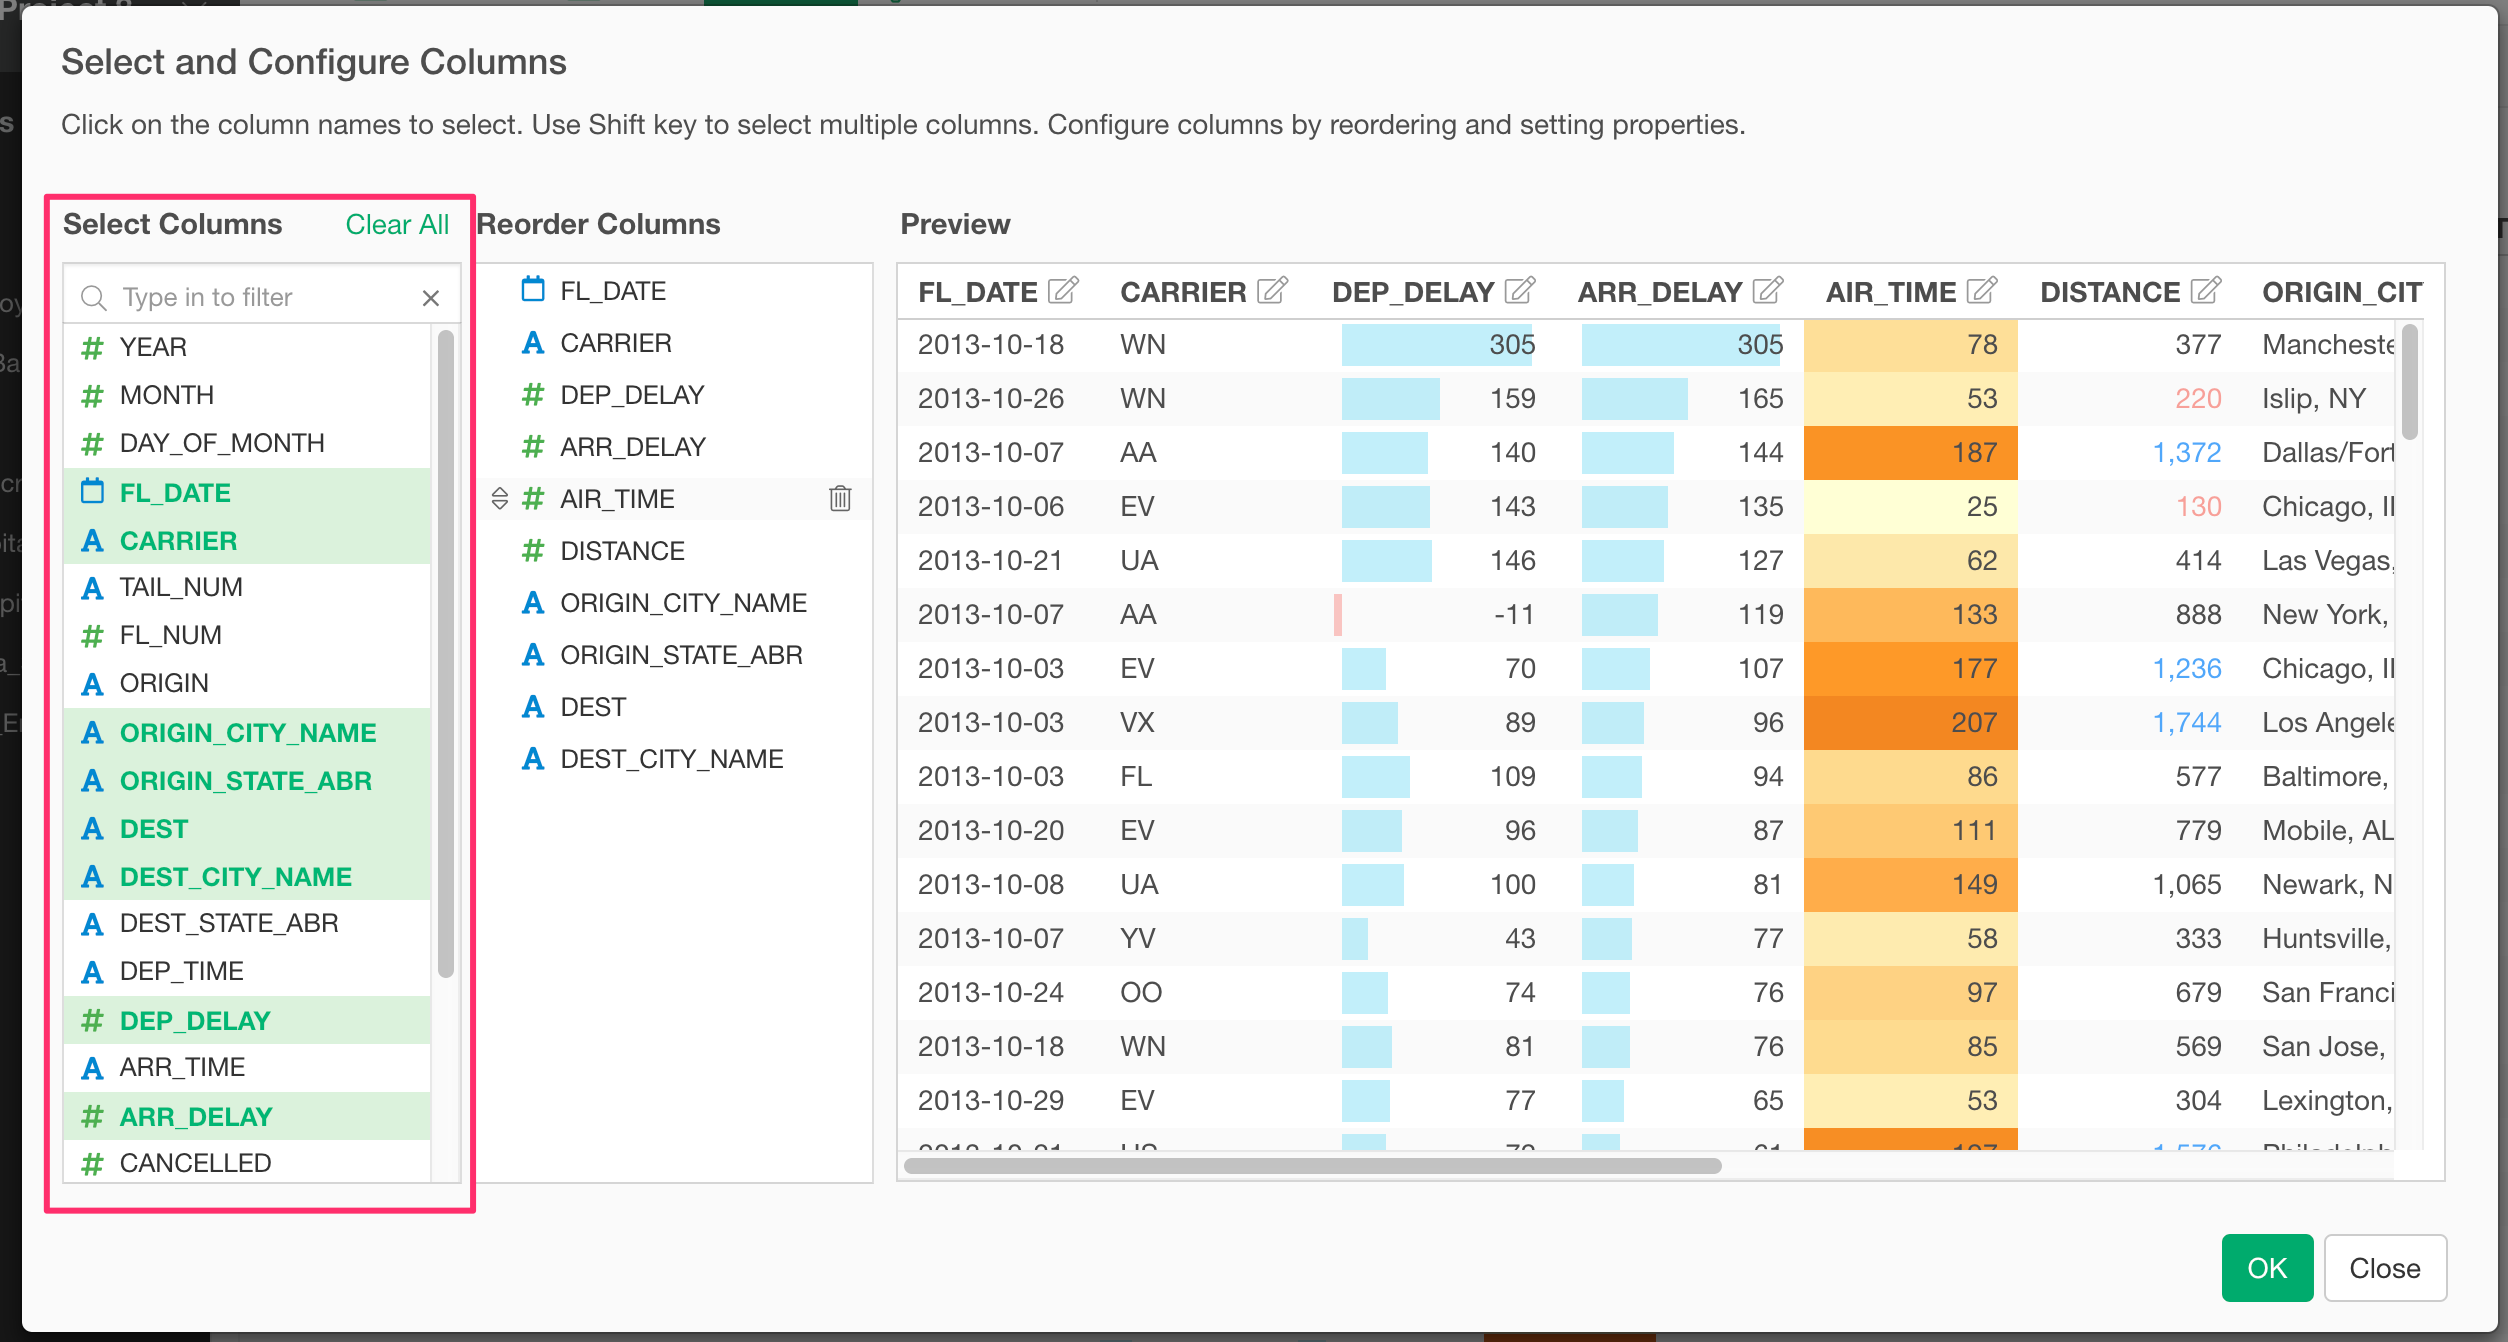 Select and Configure Columns
Click on the column names to select. Use Shift key to select multiple columns. Configure columns by reordering and setting properties.
Select Columns Clear All
Type in to filter
# YEAR
# MONTH
# DAY_OF_MONTH
FL_DATE
A CARRIER
A TAIL_NUM
# FL_NUM
A ORIGIN
A ORIGIN_CITY_NAME
A ORIGIN_STATE_ABR
A DEST
A DEST_CITY_NAME
A DEST_STATE_ABR
A DEP_TIME
# DEP_DELAY
A ARR_TIME
# ARR_DELAY
# CANCELLED
Reorder Columns
FL_DATE
A CARRIER
# DEP_DELAY
# ARR_DELAY
# AIR_TIME
# DISTANCE
A ORIGIN_CITY_NAME
A ORIGIN_STATE_ABR
A DEST
A DEST_CITY_NAME
Preview
FL_DATE CARRIER DEP_DELAY ARR_DELAY AIR_TIME DISTANCE ORIGIN_CIT
2013-10-18 WN 305 305 78 377 Mancheste
2013-10-26 WN 159 165 53 220 Islip, NY
2013-10-07 AA 140 144 187 1,372 Dallas/Fort
2013-10-06 EV 143 135 25 130 Chicago, Il
2013-10-21 UA 146 127 62 414 Las Vegas,
2013-10-07 AA -11 119 133 888 New York,
2013-10-03 EV 70 107 177 1,236 Chicago, Il
2013-10-03 VX 89 96 207 1,744 Los Angele
2013-10-03 FL 109 94 86 577 Baltimore,
2013-10-20 EV 96 87 111 779 Mobile, AL
2013-10-08 UA 100 81 149 1,065 Newark, N
2013-10-07 YV 43 77 58 333 Huntsville,
2013-10-24 OO 74 76 97 679 San Franci
2013-10-18 WN 81 76 85 569 San Jose,
2013-10-29 EV 77 65 53 304 Lexington,
OK Close